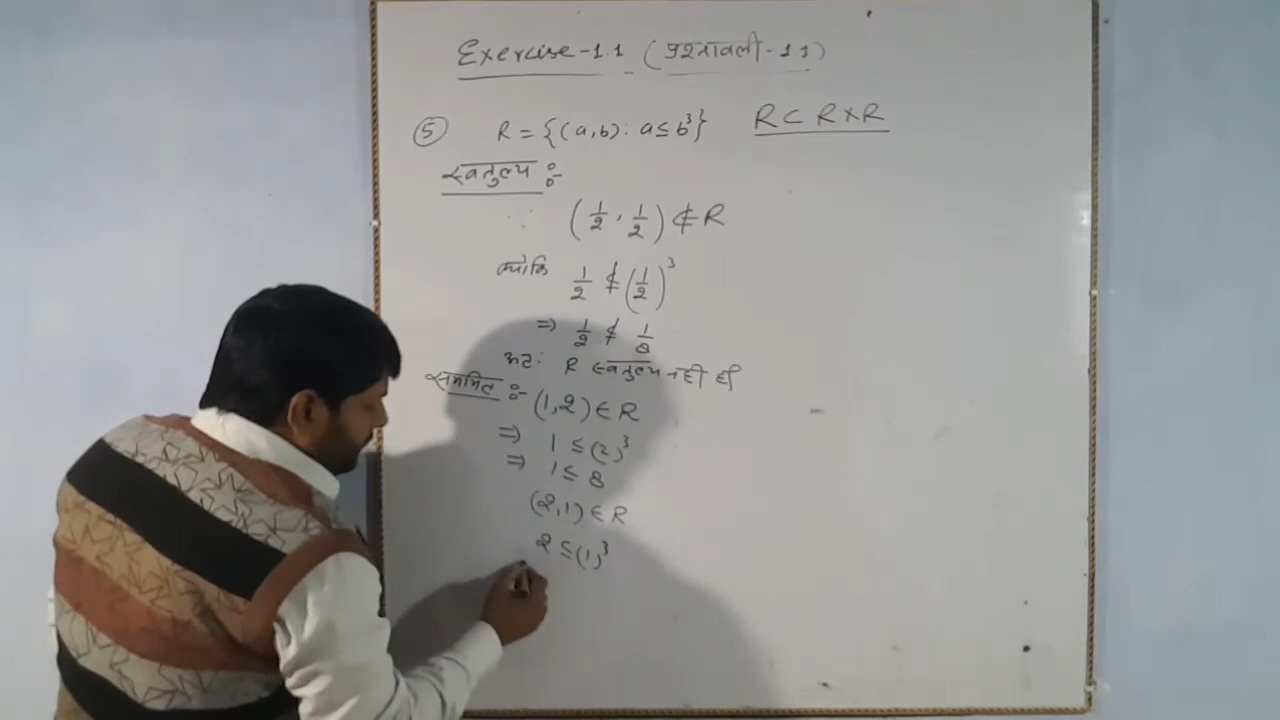 Exercise-1.1 (प्रश्नावली-1.1)
⑤ R = {(a,b): a ≤ b³} R ⊂ R×R
स्वतुल्य :-
∵ (1/2, 1/2) ∉ R
क्योकि 1/2 ≰ (1/2)³
⇒ 1/2 ≰ 1/8
अतः R स्वतुल्य नही है
सममित :- (1,2) ∈ R
⇒ 1 ≤ (2)³
⇒ 1 ≤ 8
(2,1) ∈ R
2 ≤ (1)³